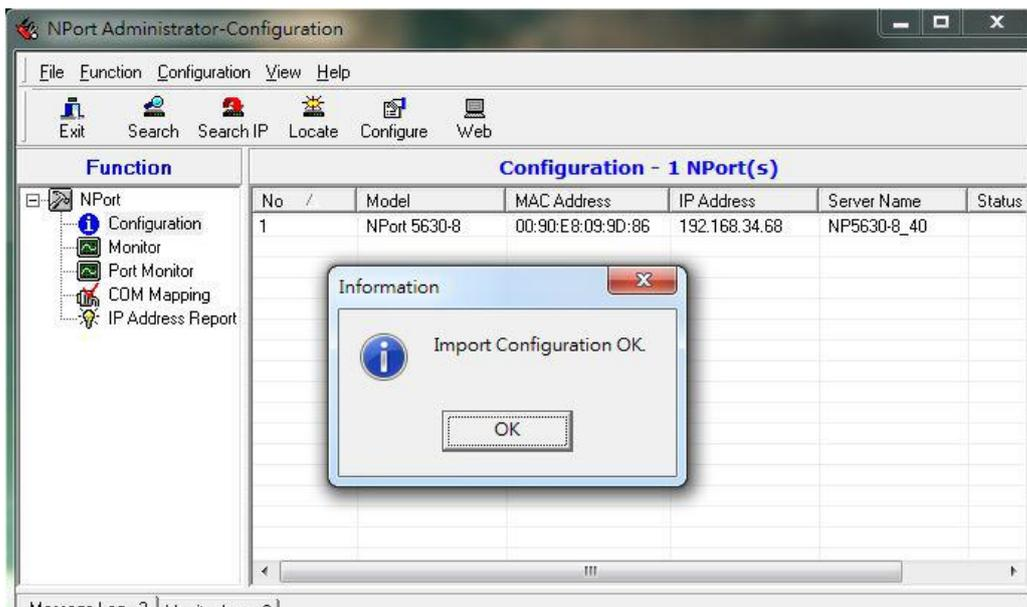 NPort Administrator-Configuration
File Function Configuration View Help
Exit Search Search IP Locate Configure Web
Function
Configuration - 1 NPort(s)
NPort
Configuration
Monitor
Port Monitor
COM Mapping
IP Address Report
No Model MAC Address IP Address Server Name Status
1 NPort 5630-8 00:90:E8:09:9D:86 192.168.34.68 NP5630-8_40
Information
Import Configuration OK.
OK